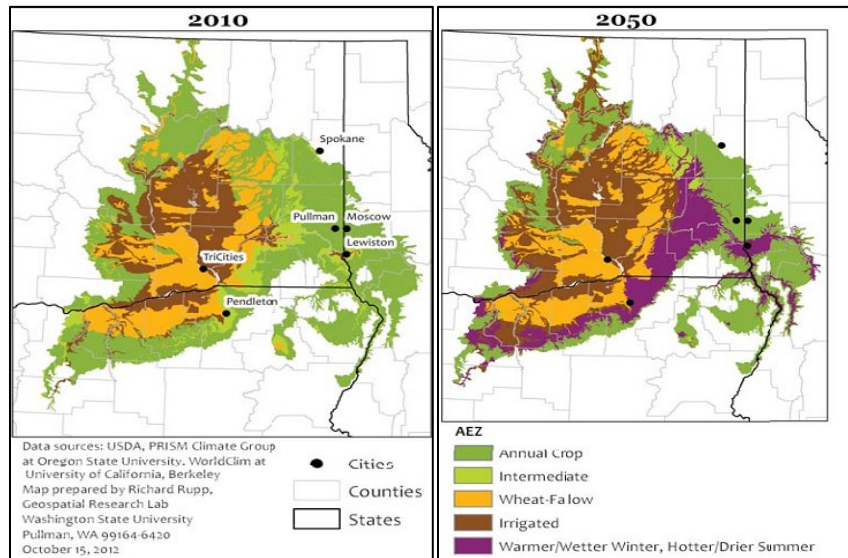 2010
2050
Spokane
Pullman
Moscow
Lewiston
TriCities
Pendleton
Data sources: USDA, PRISM Climate Group
at Oregon State University. WorldClim at
University of California, Berkeley
Map prepared by Richard Rupp,
Geospatial Research Lab
Washington State University
Pullman, WA 99164-6420
October 15, 2012
Cities
Counties
States
AEZ
Annual Crop
Intermediate
Wheat-Fallow
Irrigated
Warmer/Wetter Winter, Hotter/Drier Summer